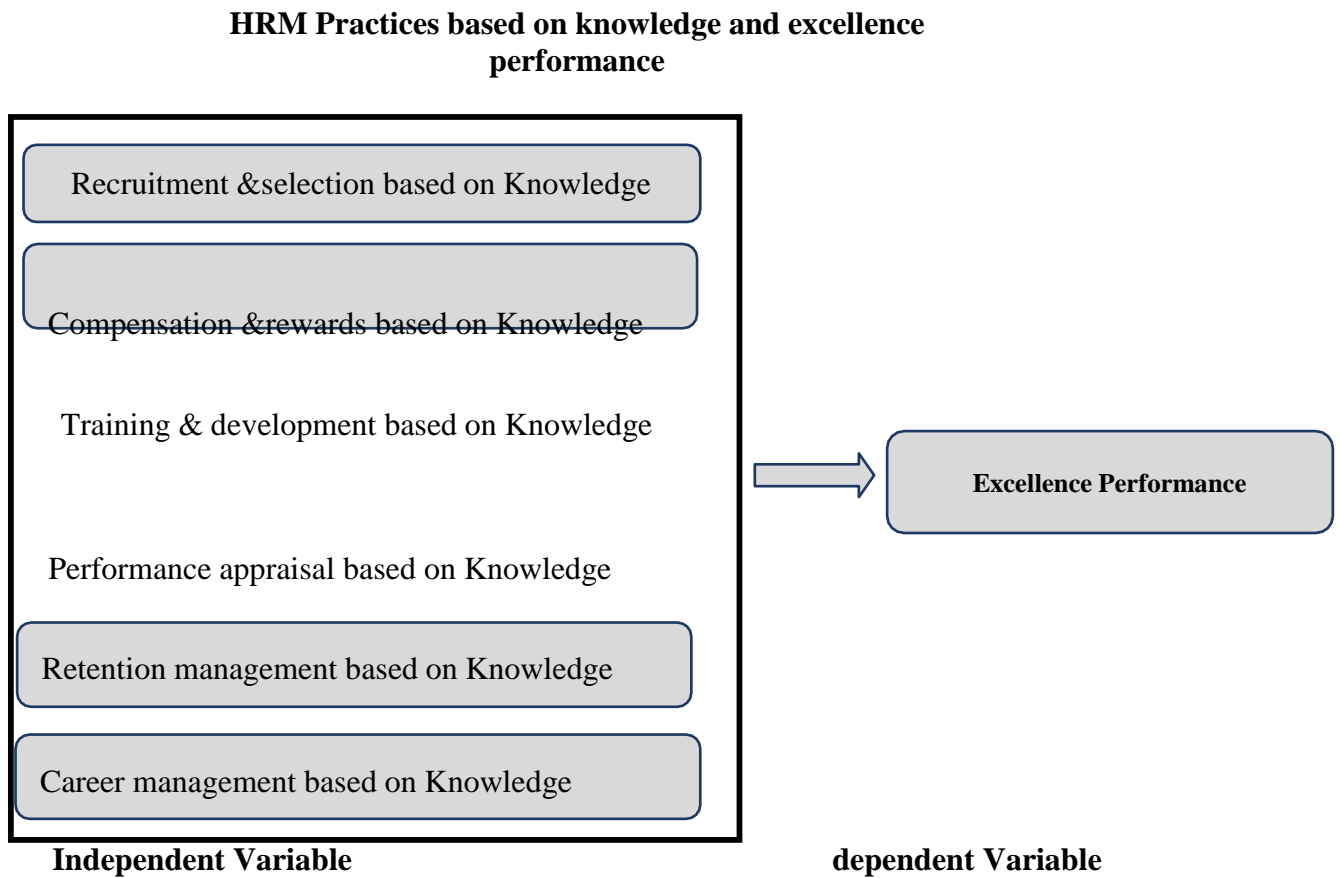 HRM Practices based on knowledge and excellence
performance
Recruitment &selection based on Knowledge
Compensation &rewards based on Knowledge
Training & development based on Knowledge
Excellence Performance
Performance appraisal based on Knowledge
Retention management based on Knowledge
Career management based on Knowledge
Independent Variable
dependent Variable